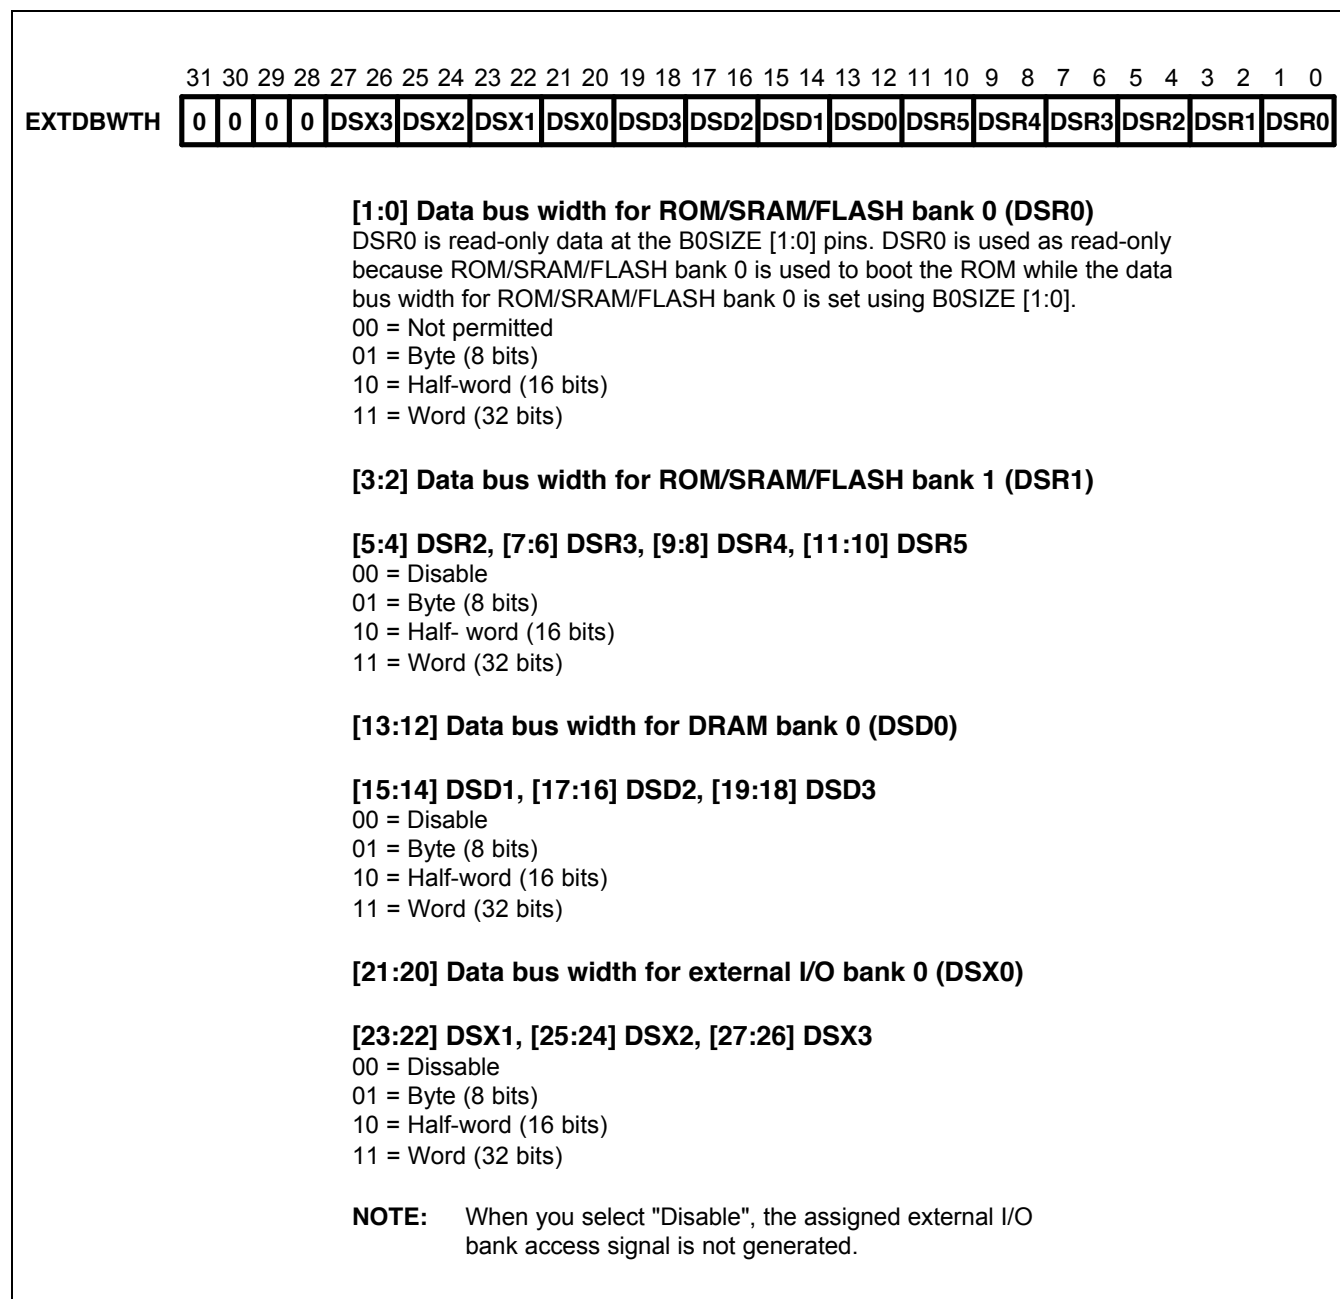 31 30 29 28 27 26 25 24 23 22 21 20 19 18 17 16 15 14 13 12 11 10 9 8 7 6 5 4 3 2 1 0
EXTDBWTH 0 0 0 0 DSX3 DSX2 DSX1 DSX0 DSD3 DSD2 DSD1 DSD0 DSR5 DSR4 DSR3 DSR2 DSR1 DSR0
[1:0] Data bus width for ROM/SRAM/FLASH bank 0 (DSR0)
DSR0 is read-only data at the B0SIZE [1:0] pins. DSR0 is used as read-only
because ROM/SRAM/FLASH bank 0 is used to boot the ROM while the data
bus width for ROM/SRAM/FLASH bank 0 is set using B0SIZE [1:0].
00 = Not permitted
01 = Byte (8 bits)
10 = Half-word (16 bits)
11 = Word (32 bits)
[3:2] Data bus width for ROM/SRAM/FLASH bank 1 (DSR1)
[5:4] DSR2, [7:6] DSR3, [9:8] DSR4, [11:10] DSR5
00 = Disable
01 = Byte (8 bits)
10 = Half- word (16 bits)
11 = Word (32 bits)
[13:12] Data bus width for DRAM bank 0 (DSD0)
[15:14] DSD1, [17:16] DSD2, [19:18] DSD3
00 = Disable
01 = Byte (8 bits)
10 = Half-word (16 bits)
11 = Word (32 bits)
[21:20] Data bus width for external I/O bank 0 (DSX0)
[23:22] DSX1, [25:24] DSX2, [27:26] DSX3
00 = Dissable
01 = Byte (8 bits)
10 = Half-word (16 bits)
11 = Word (32 bits)
NOTE: When you select "Disable", the assigned external I/O
bank access signal is not generated.